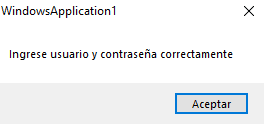 WindowsApplication1
Ingrese usuario y contraseña correctamente
Aceptar